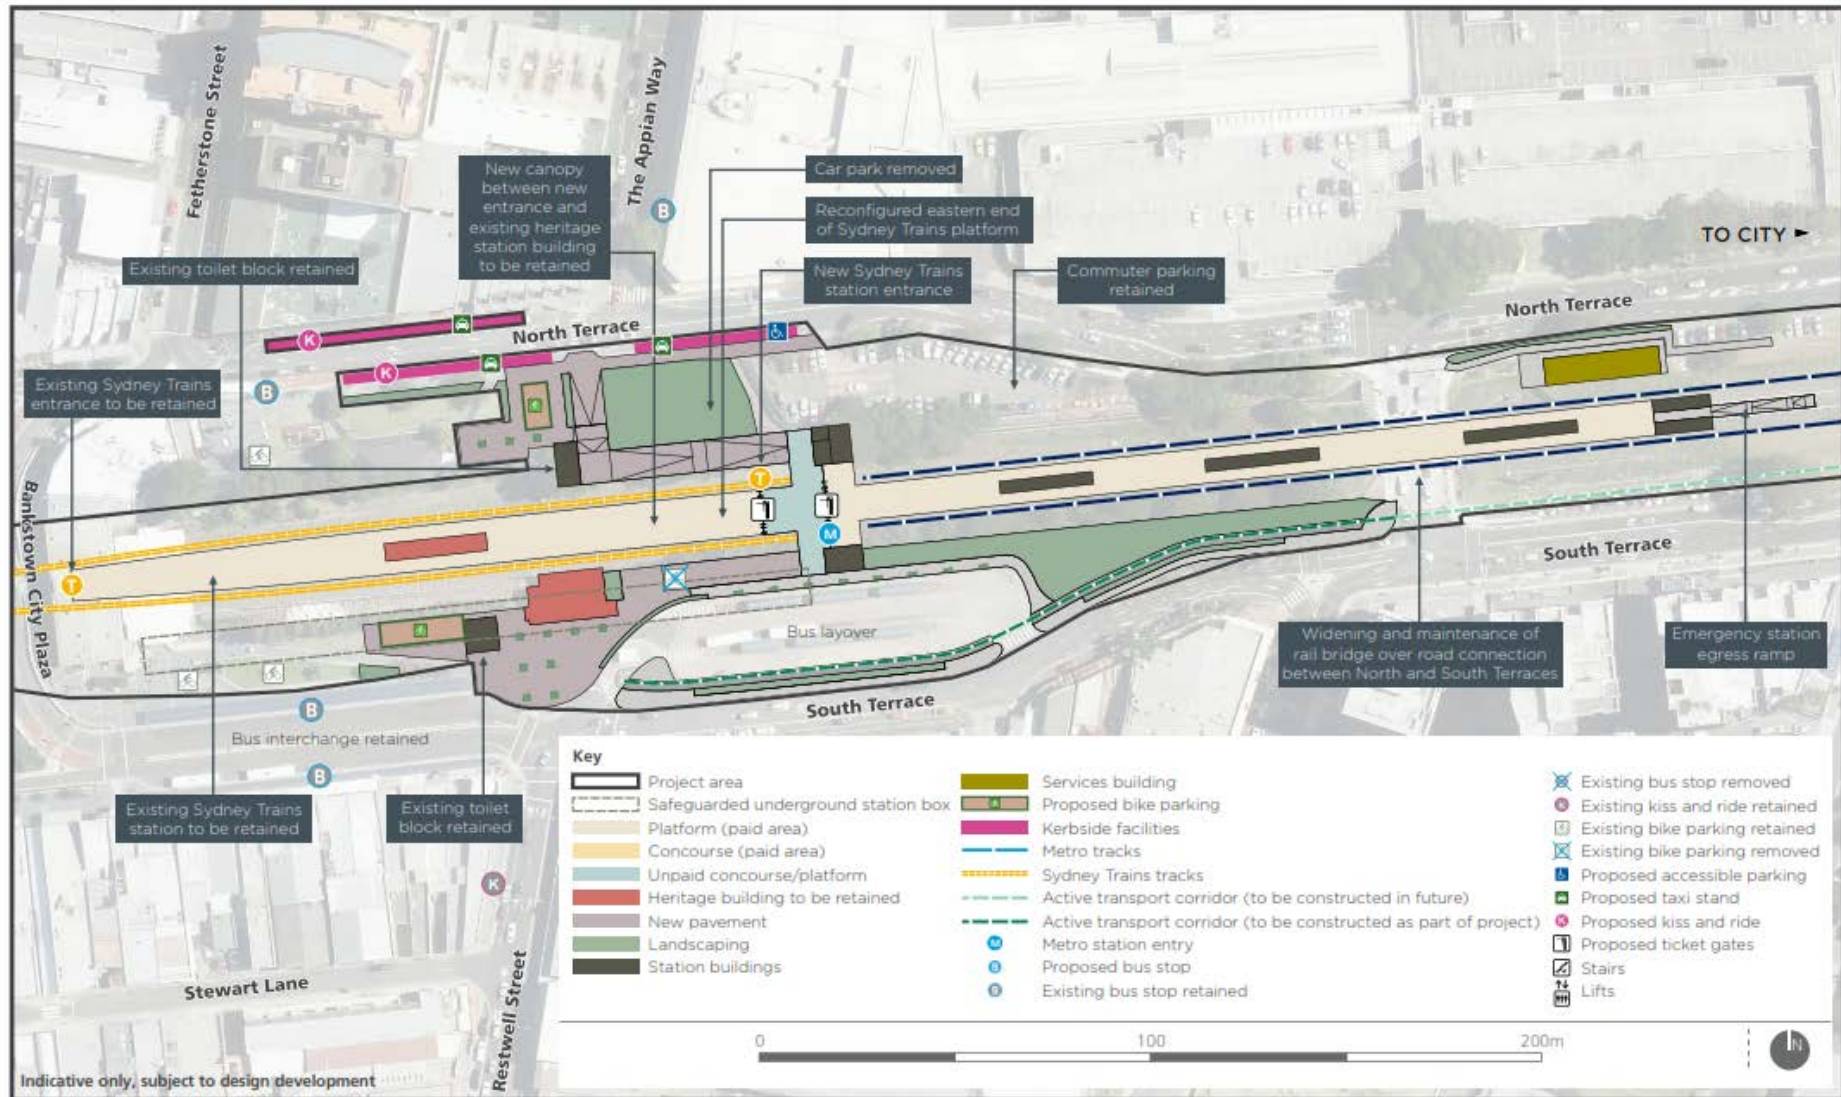 Fetherstone Street
The Appian Way
New canopy
between new
entrance and
existing heritage
station building
to be retained
Car park removed
Reconfigured eastern end
of Sydney Trains platform
B
TO CITY
Existing toilet block retained
New Sydney Trains
station entrance
Commuter parking
retained
North Terrace
North Terrace
K
K
Existing Sydney Trains
entrance to be retained
B
T
M
T
Bankstown City Plaza
South Terrace
Bus layover
Widening and maintenance of
rail bridge over road connection
between North and South Terraces
Emergency station
egress ramp
South Terrace
B
Bus interchange retained
B
Existing Sydney Trains
station to be retained
Existing toilet
block retained
K
Stewart Lane
Restwell Street
Key
Project area
Safeguarded underground station box
Platform (paid area)
Concourse (paid area)
Unpaid concourse/platform
Heritage building to be retained
New pavement
Landscaping
Station buildings
Services building
Proposed bike parking
Kerbside facilities
Metro tracks
Sydney Trains tracks
Active transport corridor (to be constructed in future)
Active transport corridor (to be constructed as part of project)
M Metro station entry
B Proposed bus stop
B Existing bus stop retained
Existing bus stop removed
K Existing kiss and ride retained
Existing bike parking retained
Existing bike parking removed
Proposed accessible parking
Proposed taxi stand
K Proposed kiss and ride
Proposed ticket gates
Stairs
Lifts
0 100 200m
N
Indicative only, subject to design development